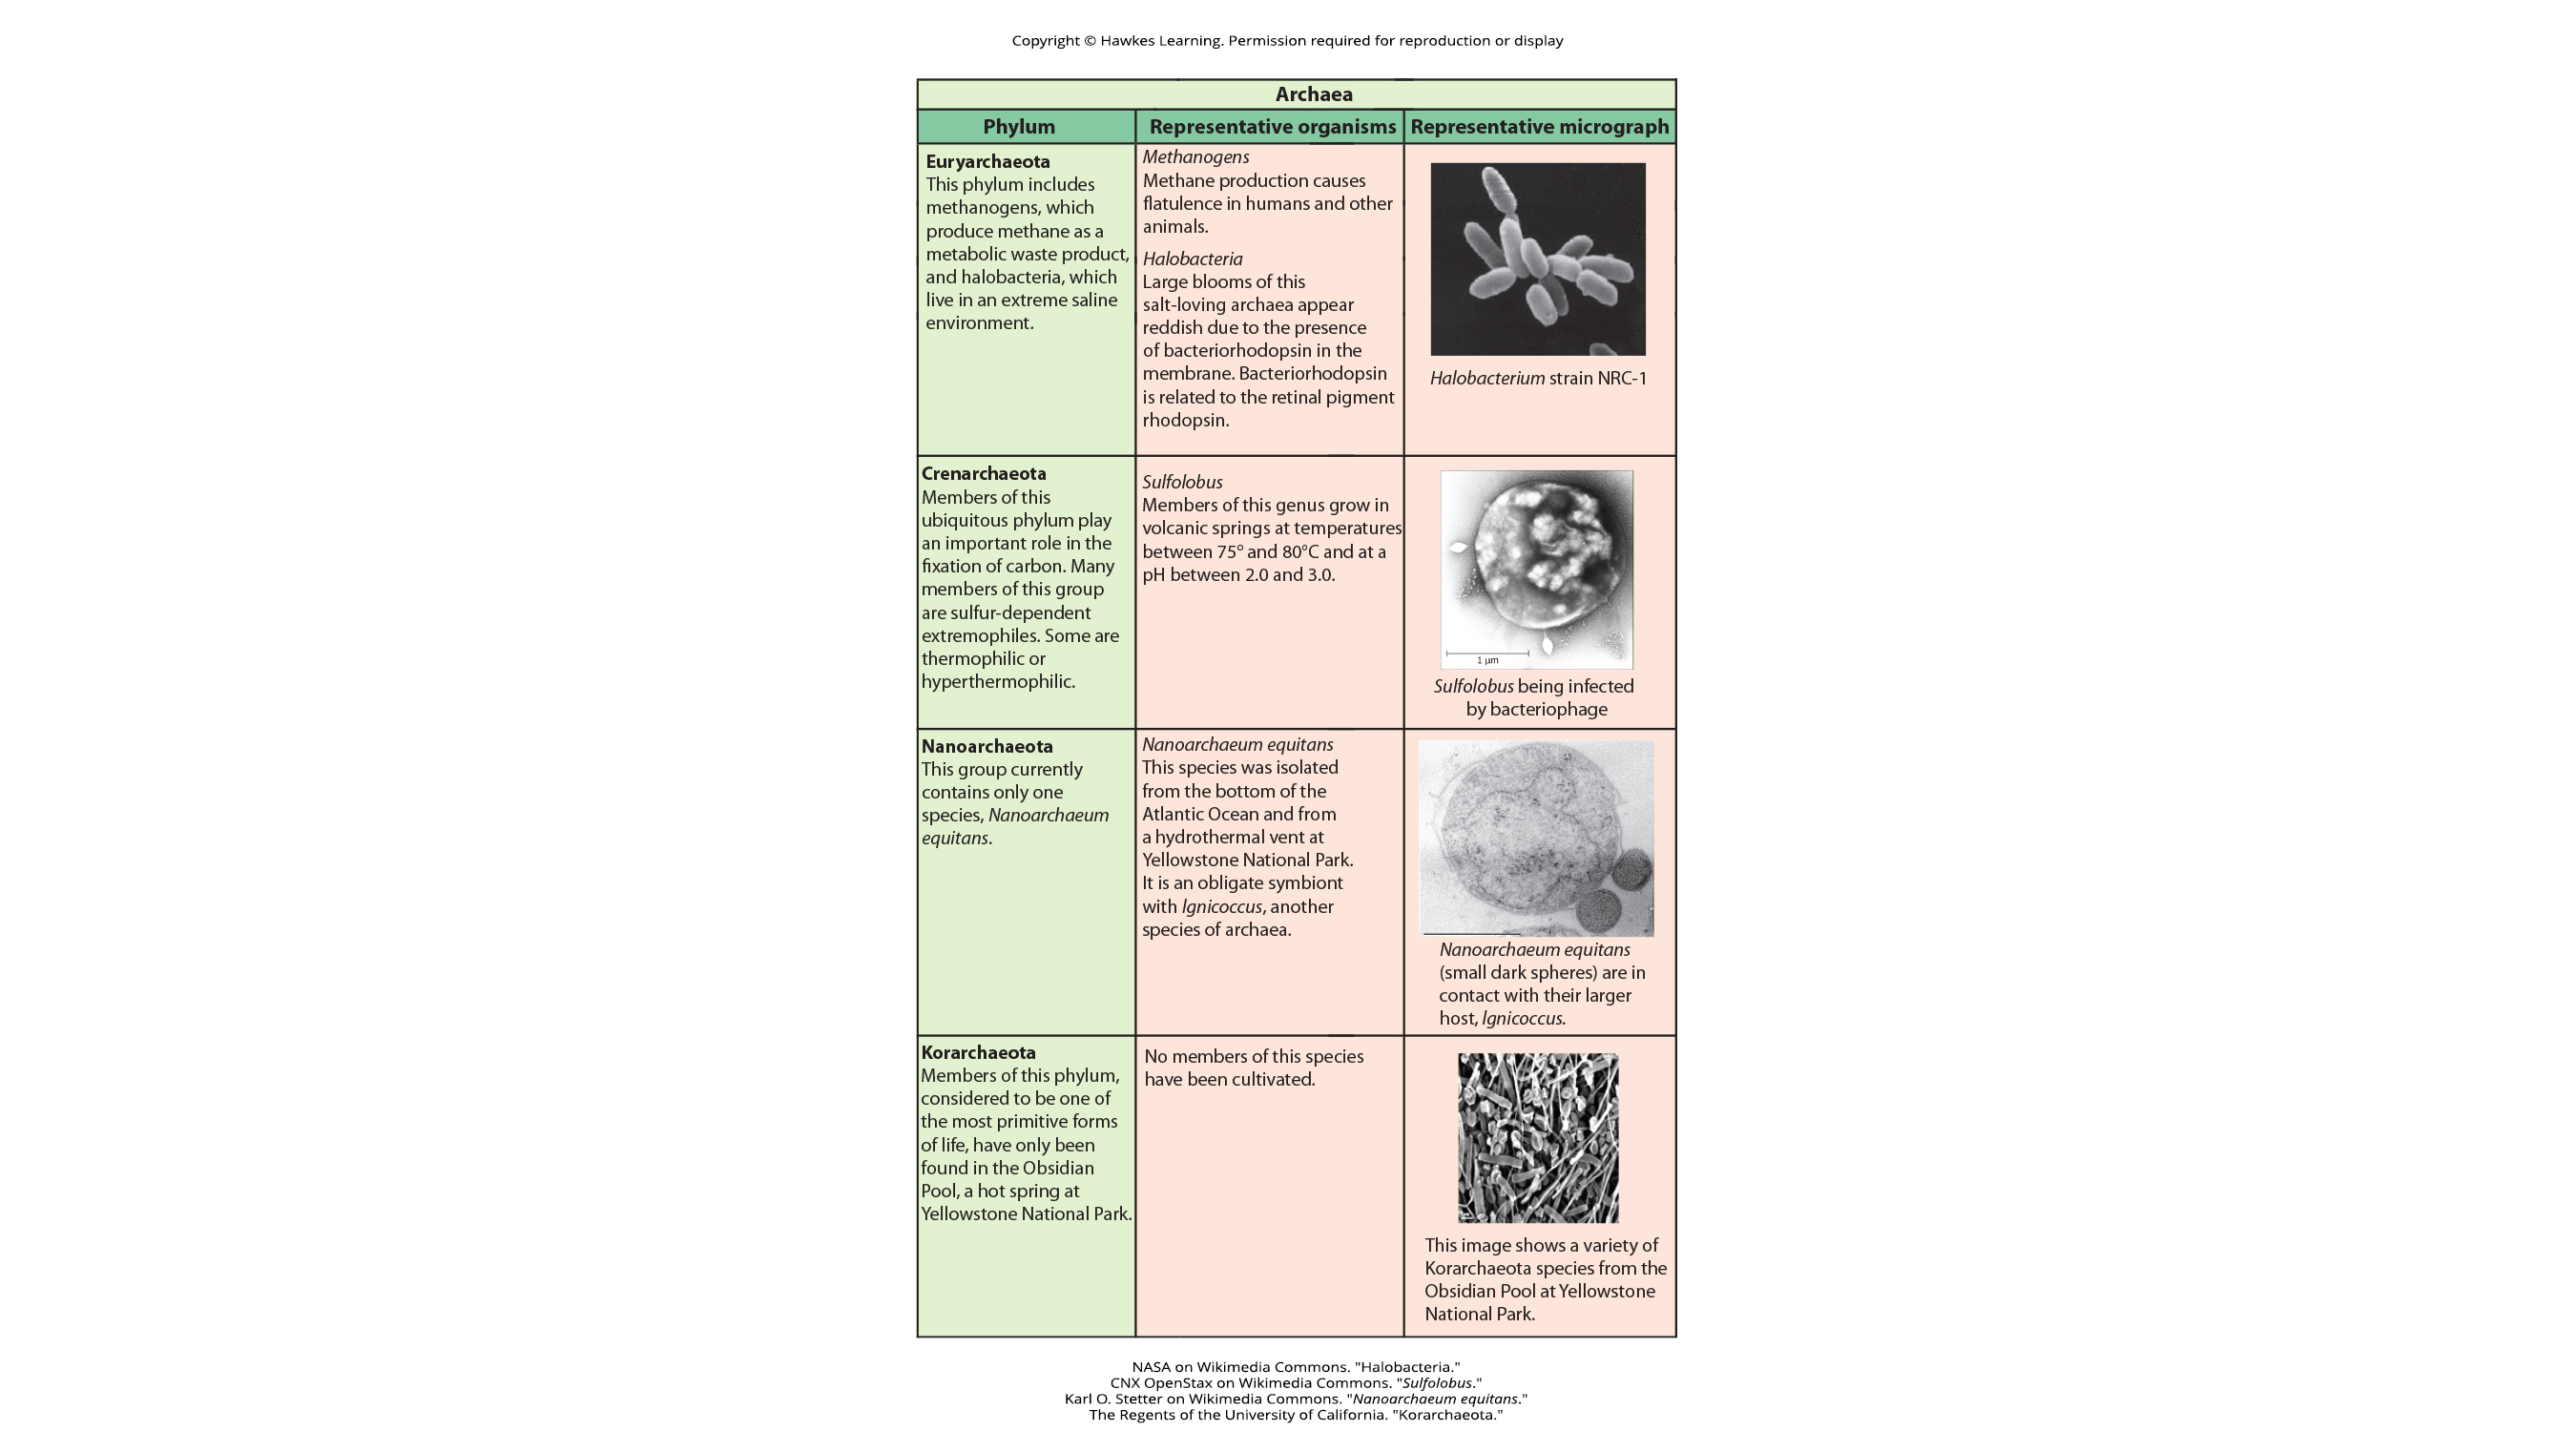 Copyright © Hawkes Learning. Permission required for reproduction or display
Archaea
Phylum
Representative organisms
Representative micrograph
Euryarchaeota
This phylum includes
methanogens, which
produce methane as a
metabolic waste product,
and halobacteria, which
live in an extreme saline
environment.
Methanogens
Methane production causes
flatulence in humans and other
animals.
Halobacteria
Large blooms of this
salt-loving archaea appear
reddish due to the presence
of bacteriorhodopsin in the
membrane. Bacteriorhodopsin
is related to the retinal pigment
rhodopsin.
Halobacterium strain NRC-1
Crenarchaeota
Members of this
ubiquitous phylum play
an important role in the
fixation of carbon. Many
members of this group
are sulfur-dependent
extremophiles. Some are
thermophilic or
hyperthermophilic.
Sulfolobus
Members of this genus grow in
volcanic springs at temperatures
between 75° and 80°C and at a
pH between 2.0 and 3.0.
1 μm
Sulfolobus being infected
by bacteriophage
Nanoarchaeota
This group currently
contains only one
species, Nanoarchaeum
equitans.
Nanoarchaeum equitans
This species was isolated
from the bottom of the
Atlantic Ocean and from
a hydrothermal vent at
Yellowstone National Park.
It is an obligate symbiont
with Ignicoccus, another
species of archaea.
Nanoarchaeum equitans
(small dark spheres) are in
contact with their larger
host, Ignicoccus.
Korarchaeota
Members of this phylum,
considered to be one of
the most primitive forms
of life, have only been
found in the Obsidian
Pool, a hot spring at
Yellowstone National Park.
No members of this species
have been cultivated.
This image shows a variety of
Korarchaeota species from the
Obsidian Pool at Yellowstone
National Park.
NASA on Wikimedia Commons. "Halobacteria."
CNX OpenStax on Wikimedia Commons. "Sulfolobus."
Karl O. Stetter on Wikimedia Commons. "Nanoarchaeum equitans."
The Regents of the University of California. "Korarchaeota."